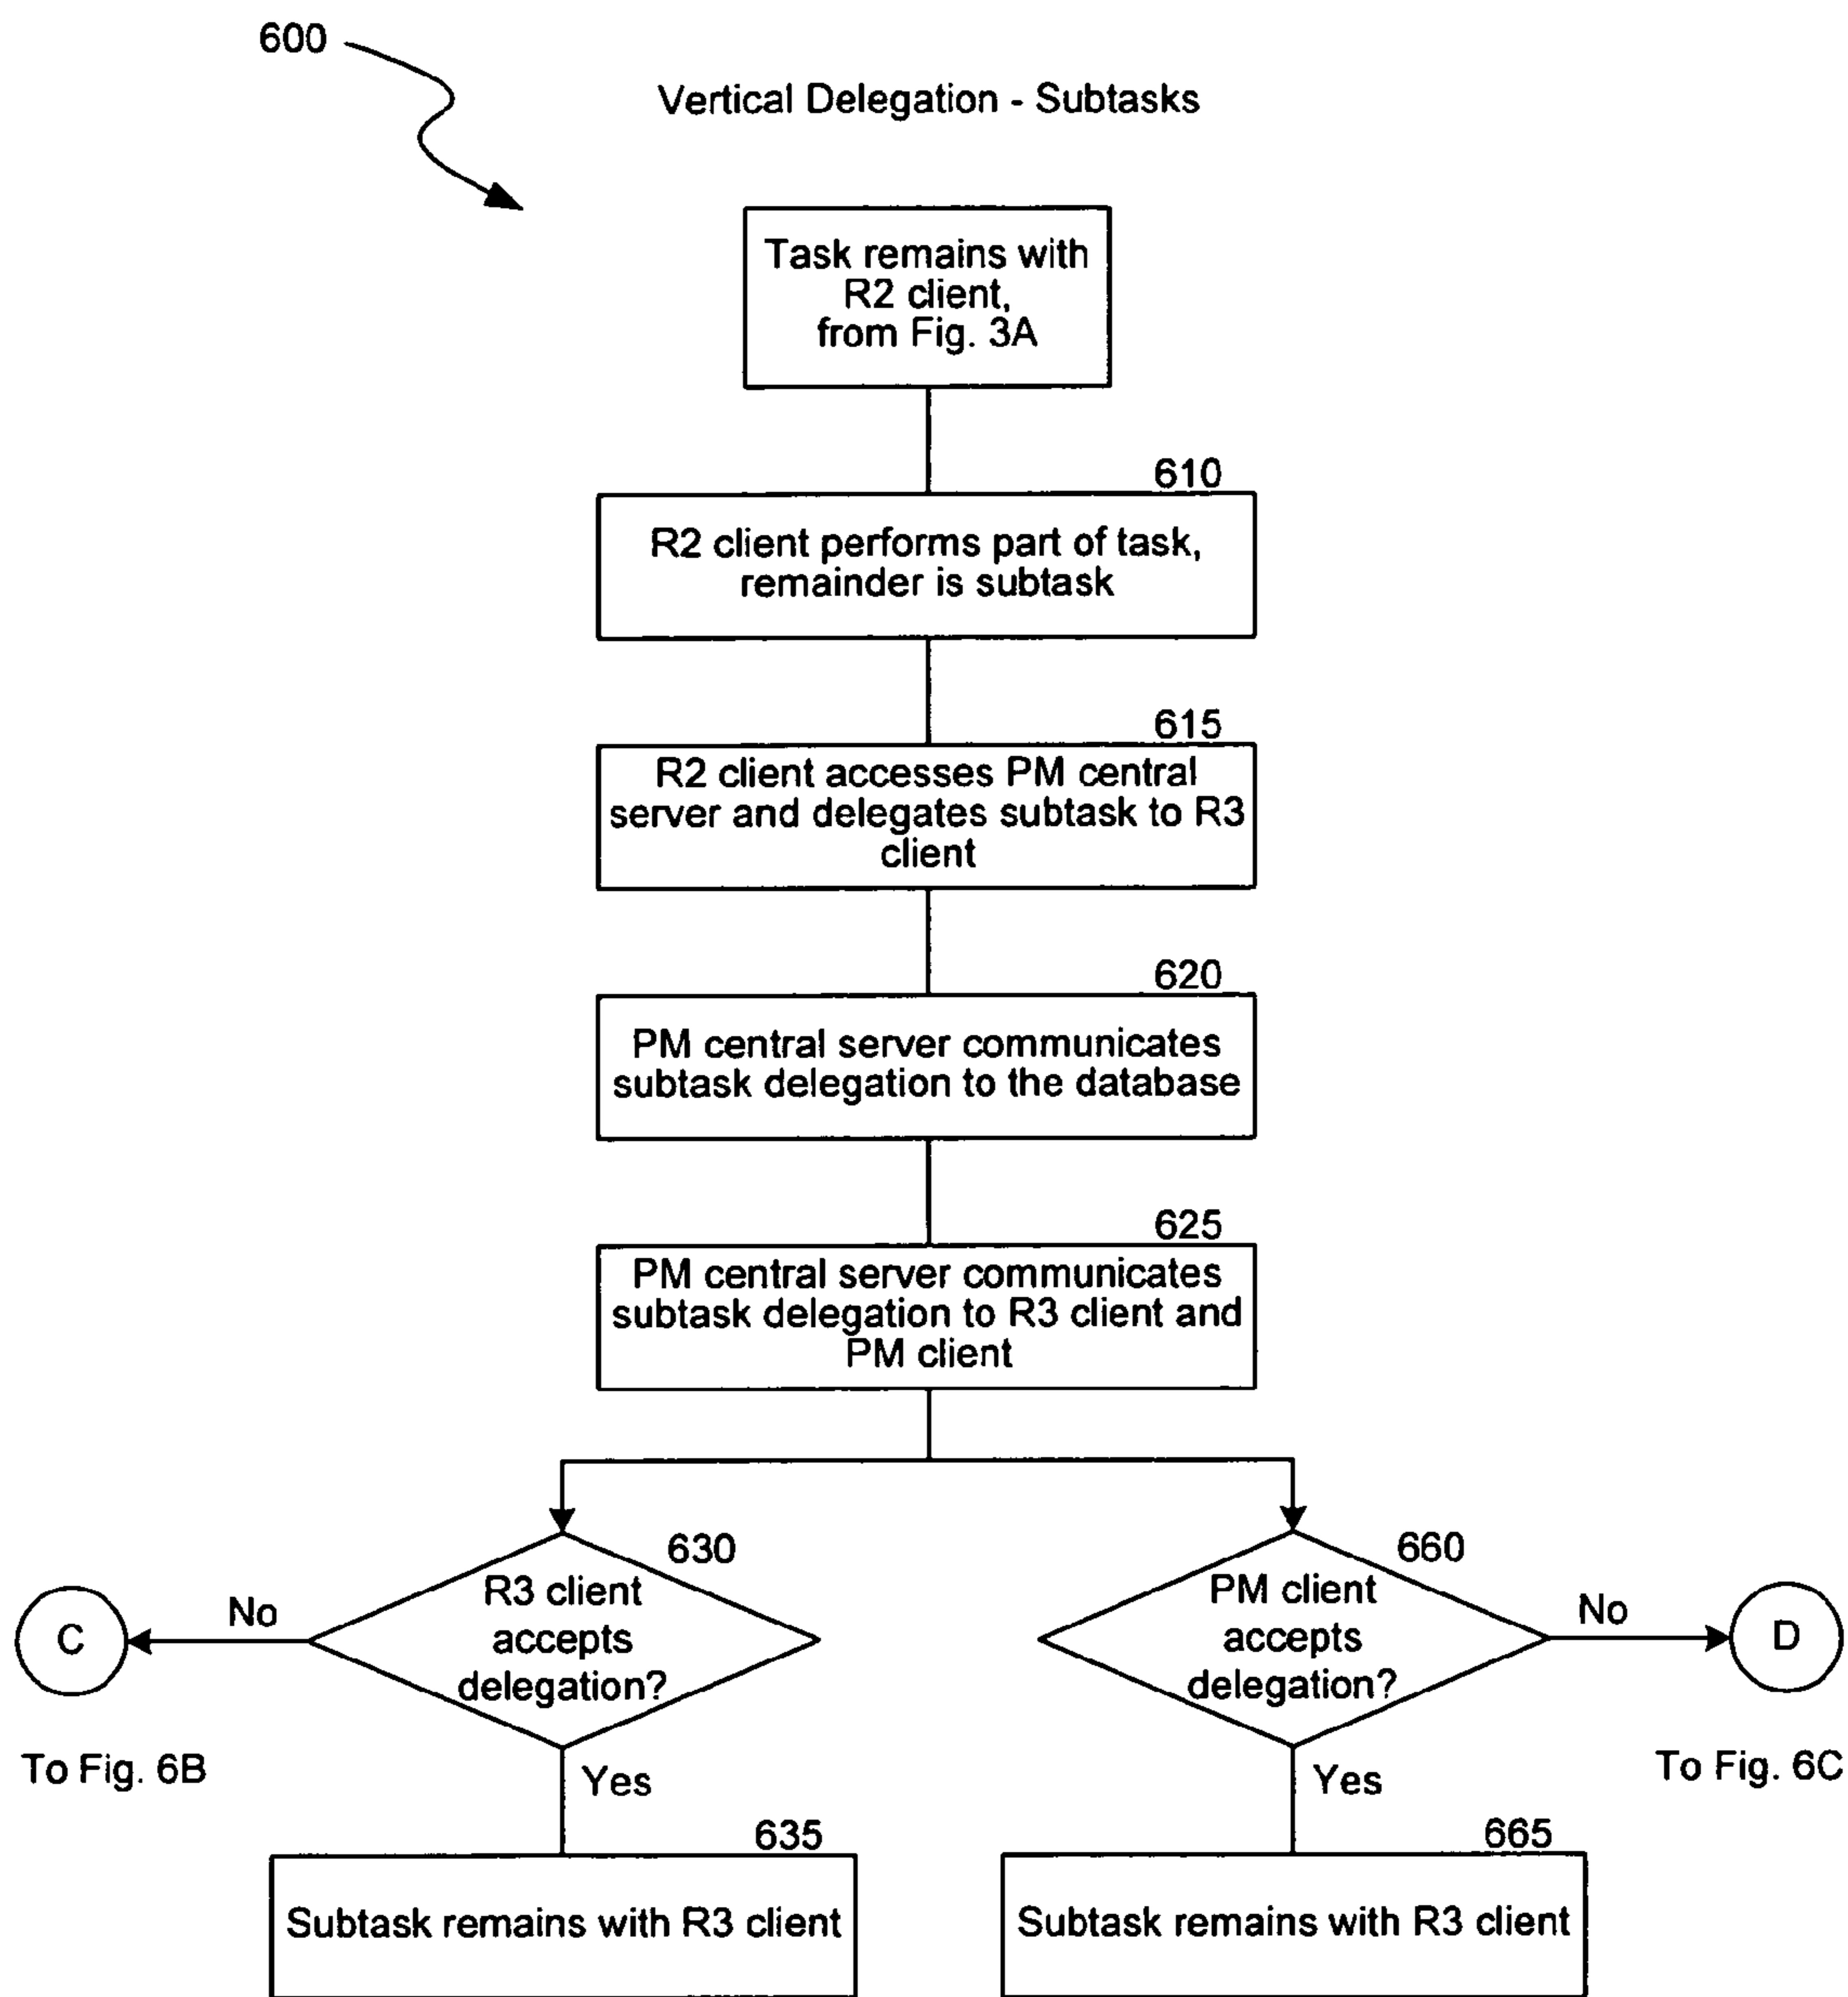 600
Vertical Delegation - Subtasks
Task remains with
R2 client,
from Fig. 3A
610
R2 client performs part of task,
remainder is subtask
615
R2 client accesses PM central
server and delegates subtask to R3
client
620
PM central server communicates
subtask delegation to the database
625
PM central server communicates
subtask delegation to R3 client and
PM client
630
R3 client
accepts
delegation?
No
C
To Fig. 6B
Yes
635
Subtask remains with R3 client
660
PM client
accepts
delegation?
No
D
To Fig. 6C
Yes
665
Subtask remains with R3 client